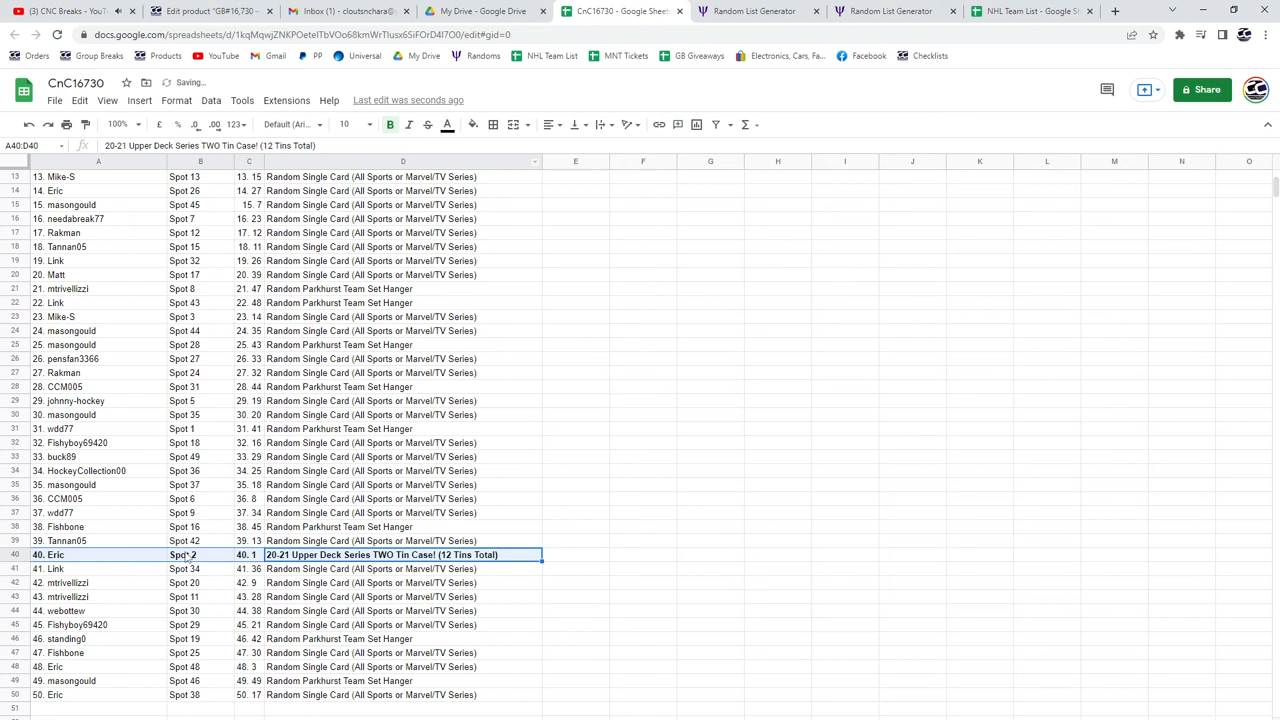 (3) CNC Breaks - YouT
Edit product "GB#16,730 –
Inbox (1) - cloutsnchara@
My Drive - Google Drive
CnC16730 - Google Sheets
Random List Generator
Random List Generator
NHL Team List - Google Sh
docs.google.com/spreadsheets/d/1kqMqwjZNKPOetelTbVOo68kmWrTIusx6SiFOrD4I7O0/edit#gid=0
Orders Group Breaks Products YouTube Gmail PP Universal My Drive Randoms NHL Team List MNT Tickets GB Giveaways Electronics, Cars, Fa... Facebook Checklists
CnC16730 Saving...
File Edit View Insert Format Data Tools Extensions Help Last edit was seconds ago
Share
100% £ % .0 .00 123 Default (Ari... 10 B I S A
A40:D40 fx 20-21 Upper Deck Series TWO Tin Case! (12 Tins Total)
A B C D E F G H I J K L M N O
13 13. Mike-S Spot 13 13. 15 Random Single Card (All Sports or Marvel/TV Series)
14 14. Eric Spot 26 14. 27 Random Single Card (All Sports or Marvel/TV Series)
15 15. masongould Spot 45 15. 7 Random Single Card (All Sports or Marvel/TV Series)
16 16. needabreak77 Spot 7 16. 23 Random Single Card (All Sports or Marvel/TV Series)
17 17. Rakman Spot 12 17. 12 Random Single Card (All Sports or Marvel/TV Series)
18 18. Tannan05 Spot 15 18. 11 Random Single Card (All Sports or Marvel/TV Series)
19 19. Link Spot 32 19. 26 Random Single Card (All Sports or Marvel/TV Series)
20 20. Matt Spot 17 20. 39 Random Single Card (All Sports or Marvel/TV Series)
21 21. mtrivellizzi Spot 8 21. 47 Random Parkhurst Team Set Hanger
22 22. Link Spot 43 22. 48 Random Parkhurst Team Set Hanger
23 23. Mike-S Spot 3 23. 14 Random Single Card (All Sports or Marvel/TV Series)
24 24. masongould Spot 44 24. 35 Random Single Card (All Sports or Marvel/TV Series)
25 25. masongould Spot 28 25. 43 Random Parkhurst Team Set Hanger
26 26. pensfan3366 Spot 27 26. 33 Random Single Card (All Sports or Marvel/TV Series)
27 27. Rakman Spot 24 27. 32 Random Single Card (All Sports or Marvel/TV Series)
28 28. CCM005 Spot 31 28. 44 Random Parkhurst Team Set Hanger
29 29. johnny-hockey Spot 5 29. 19 Random Single Card (All Sports or Marvel/TV Series)
30 30. masongould Spot 35 30. 20 Random Single Card (All Sports or Marvel/TV Series)
31 31. wdd77 Spot 1 31. 41 Random Parkhurst Team Set Hanger
32 32. Fishyboy69420 Spot 18 32. 16 Random Single Card (All Sports or Marvel/TV Series)
33 33. buck89 Spot 49 33. 29 Random Single Card (All Sports or Marvel/TV Series)
34 34. HockeyCollection00 Spot 36 34. 25 Random Single Card (All Sports or Marvel/TV Series)
35 35. masongould Spot 37 35. 18 Random Single Card (All Sports or Marvel/TV Series)
36 36. CCM005 Spot 6 36. 8 Random Single Card (All Sports or Marvel/TV Series)
37 37. wdd77 Spot 9 37. 34 Random Single Card (All Sports or Marvel/TV Series)
38 38. Fishbone Spot 16 38. 45 Random Parkhurst Team Set Hanger
39 39. Tannan05 Spot 42 39. 13 Random Single Card (All Sports or Marvel/TV Series)
40 40. Eric Spot 2 40. 1 20-21 Upper Deck Series TWO Tin Case! (12 Tins Total)
41 41. Link Spot 34 41. 36 Random Single Card (All Sports or Marvel/TV Series)
42 42. mtrivellizzi Spot 20 42. 9 Random Single Card (All Sports or Marvel/TV Series)
43 43. mtrivellizzi Spot 11 43. 28 Random Single Card (All Sports or Marvel/TV Series)
44 44. webottew Spot 30 44. 38 Random Single Card (All Sports or Marvel/TV Series)
45 45. Fishyboy69420 Spot 29 45. 21 Random Single Card (All Sports or Marvel/TV Series)
46 46. standing0 Spot 19 46. 42 Random Parkhurst Team Set Hanger
47 47. Fishbone Spot 25 47. 30 Random Single Card (All Sports or Marvel/TV Series)
48 48. Eric Spot 48 48. 3 Random Single Card (All Sports or Marvel/TV Series)
49 49. masongould Spot 46 49. 49 Random Parkhurst Team Set Hanger
50 50. Eric Spot 38 50. 17 Random Single Card (All Sports or Marvel/TV Series)
51